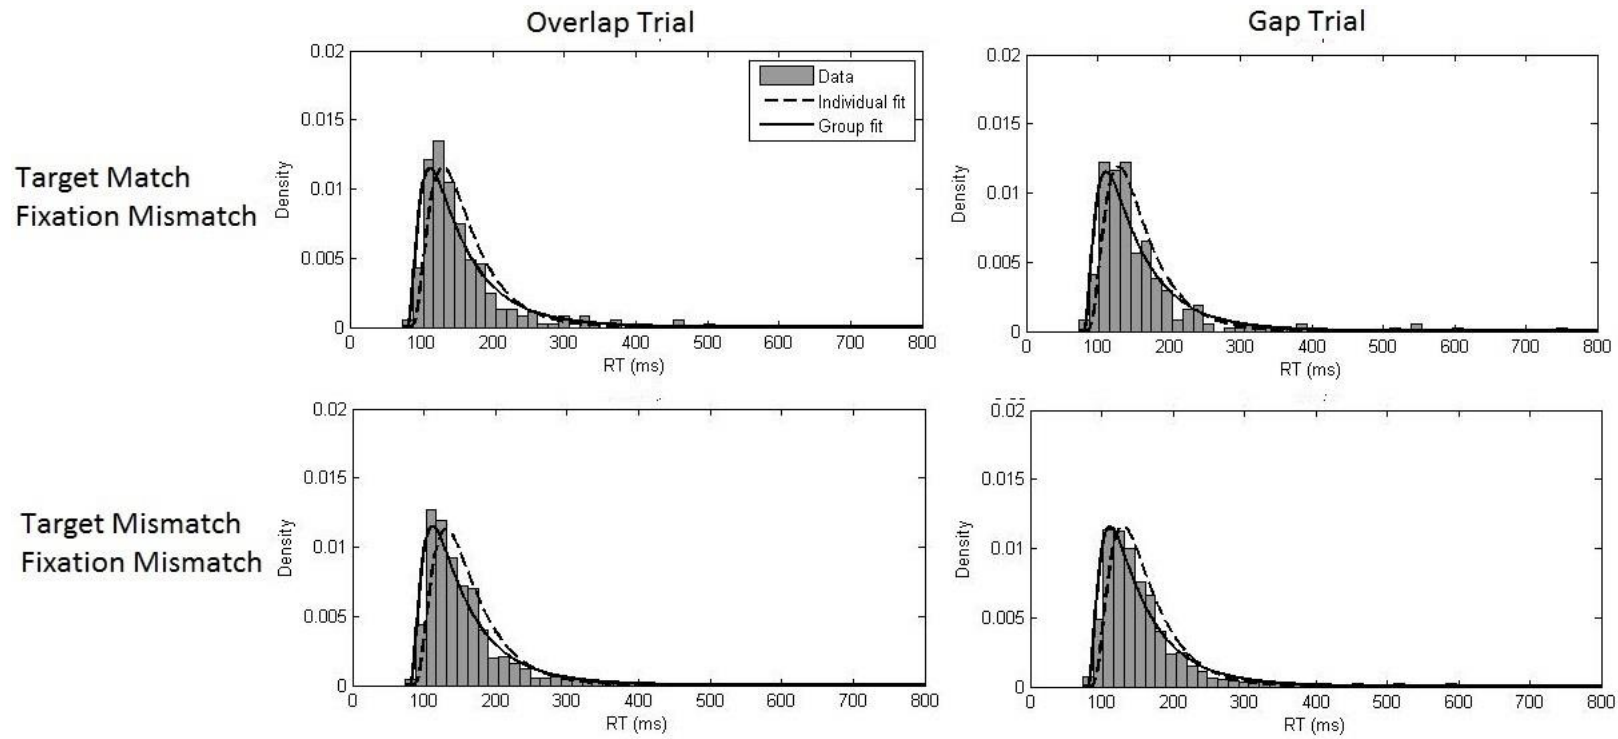 Overlap Trial
Gap Trial
Target Match
Fixation Mismatch
Density
0.02
0.015
0.01
0.005
0
0 100 200 300 400 500 600 700 800
RT (ms)
Data
Individual fit
Group fit
Density
0.02
0.015
0.01
0.005
0
0 100 200 300 400 500 600 700 800
RT (ms)
Target Mismatch
Fixation Mismatch
Density
0.02
0.015
0.01
0.005
0
0 100 200 300 400 500 600 700 800
RT (ms)
Density
0.02
0.015
0.01
0.005
0
0 100 200 300 400 500 600 700 800
RT (ms)